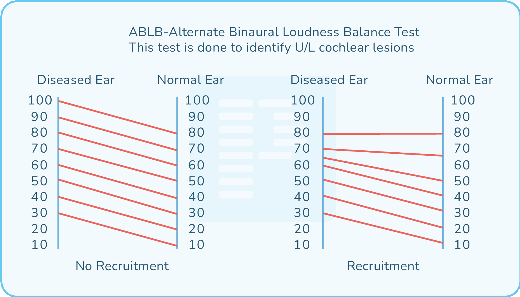 ABLB-Alternate Binaural Loudness Balance Test
This test is done to identify U/L cochlear lesions
Diseased Ear Normal Ear Diseased Ear Normal Ear
100 100 100 100
90 90 90 90
80 80 80 80
70 70 70 70
60 60 60 60
50 50 50 50
40 40 40 40
30 30 30 30
20 20 20 20
10 10 10 10
No Recruitment Recruitment